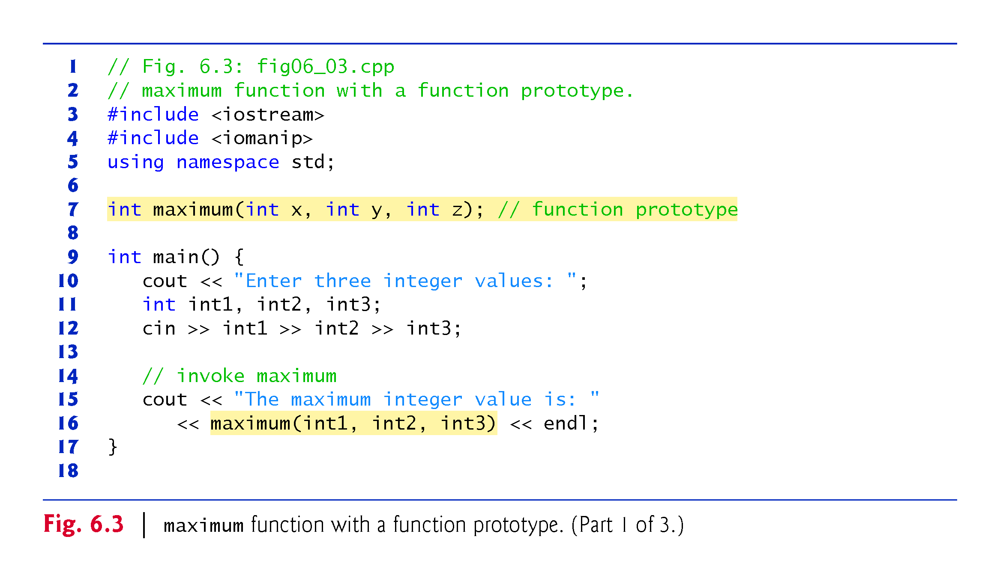 1 // Fig. 6.3: fig06_03.cpp
2 // maximum function with a function prototype.
3 #include <iostream>
4 #include <iomanip>
5 using namespace std;
6
7 int maximum(int x, int y, int z); // function prototype
8
9 int main() {
10    cout << "Enter three integer values: ";
11    int int1, int2, int3;
12    cin >> int1 >> int2 >> int3;
13
14    // invoke maximum
15    cout << "The maximum integer value is: "
16       << maximum(int1, int2, int3) << endl;
17 }
18
Fig. 6.3 | maximum function with a function prototype. (Part 1 of 3.)